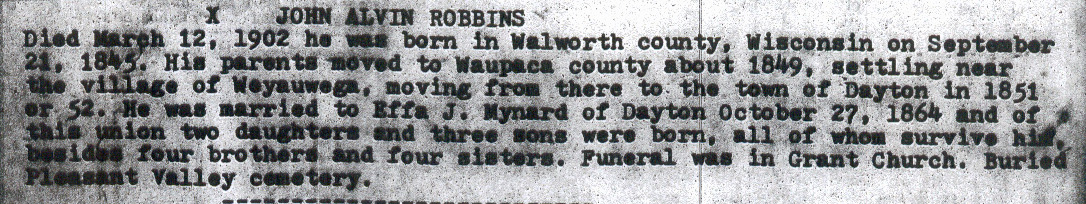 X JOHN ALVIN ROBBINS
Died March 12, 1902 he was born in Walworth county, Wisconsin on September
21, 1845. His parents moved to Waupaca county about 1849, settling near
the village of Weyauwega, moving from there to the town of Dayton in 1851
or 52. He was married to Effa J. Mynard of Dayton October 27, 1864 and of
this union two daughters and three sons were born, all of whom survive him,
besides four brothers and four sisters. Funeral was in Grant Church. Buried
Pleasant Valley cemetery.